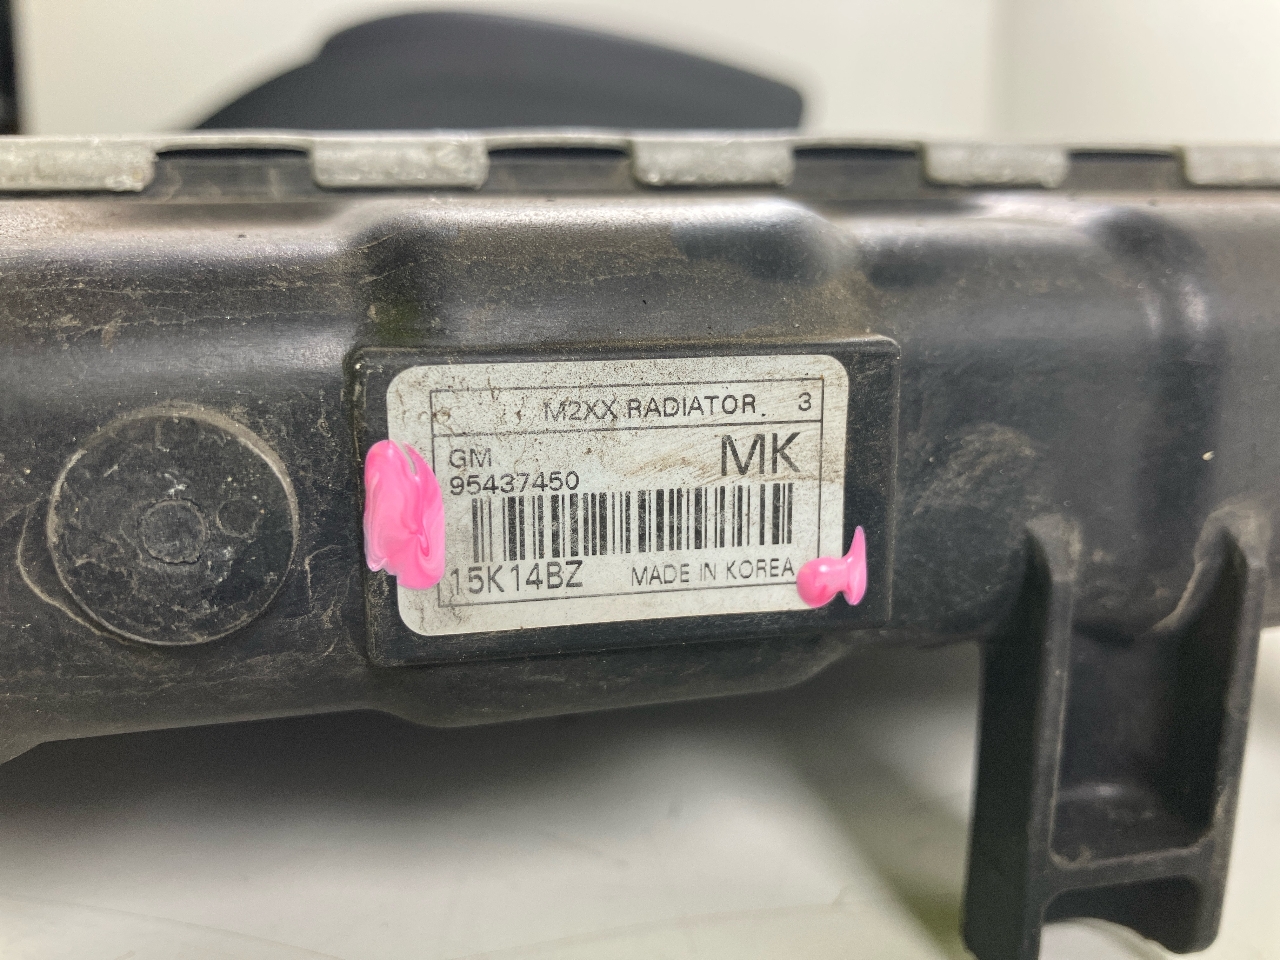 M2XX RADIATOR. 3
GM MK
95437450
15K14BZ MADE IN KOREA